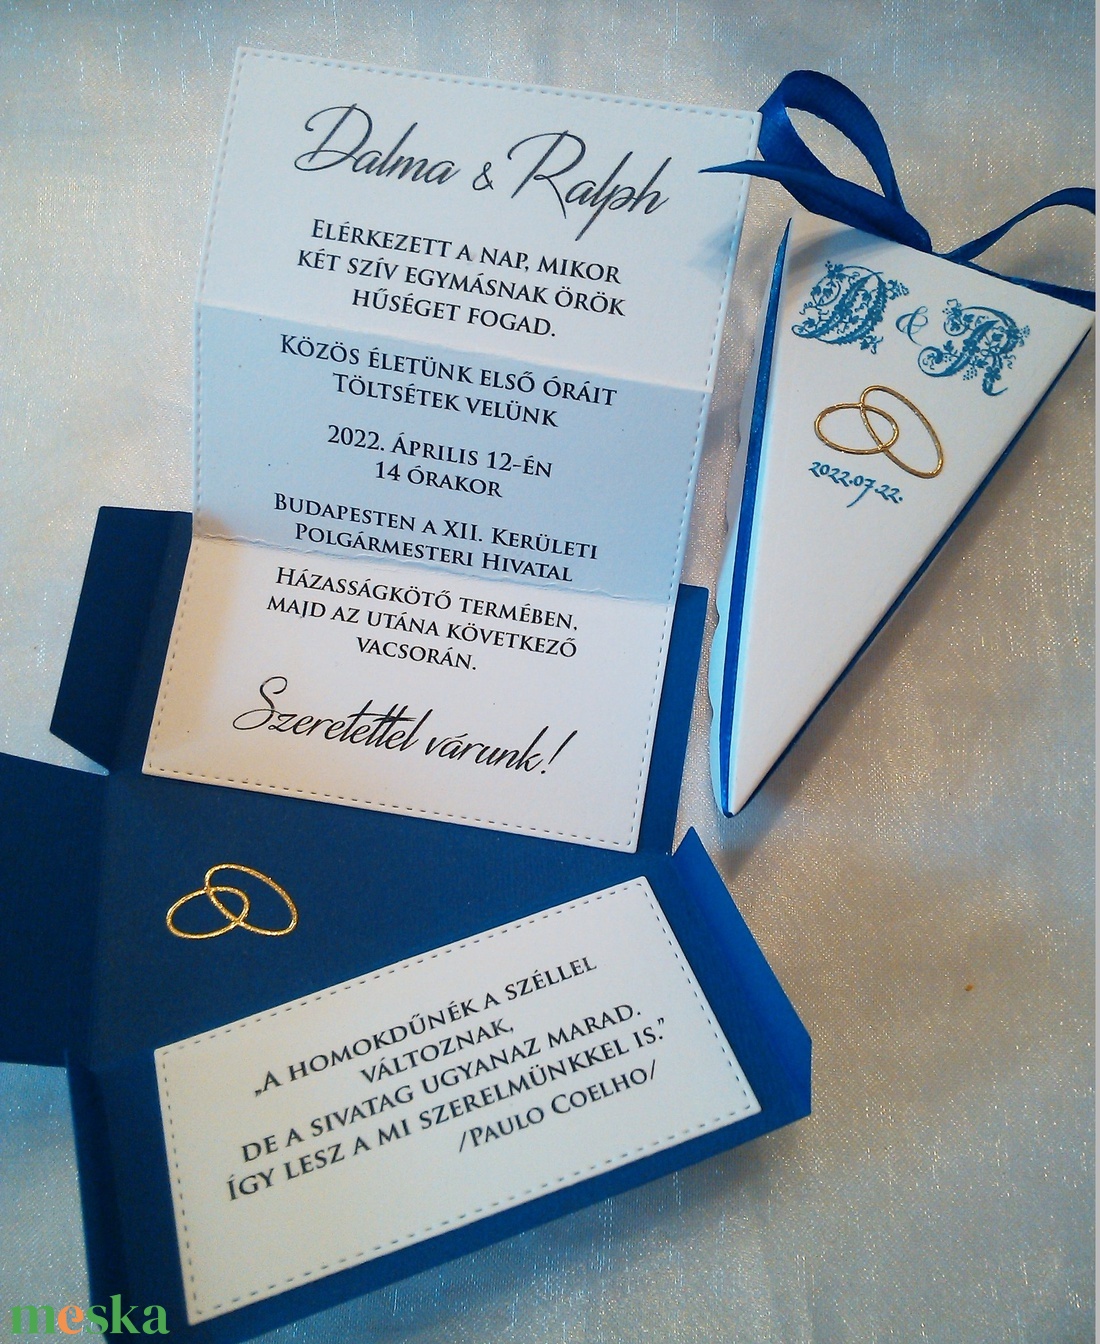 Dalma & Ralph
ELÉRKEZETT A NAP, MIKOR
KÉT SZÍV EGYMÁSNAK ÖRÖK
HŰSÉGET FOGAD.
KÖZÖS ÉLETÜNK ELSŐ ÓRÁIT
TÖLTSÉTEK VELÜNK
2022. ÁPRILIS 12-ÉN
14 ÓRAKOR
BUDAPESTEN A XII. KERÜLETI
POLGÁRMESTERI HIVATAL
HÁZASSÁGKÖTŐ TERMÉBEN,
MAJD AZ UTÁNA KÖVETKEZŐ
VACSORÁN.
Szeretettel várunk!
D & R
2022.07.22.
„A HOMOKDŰNÉK A SZÉLLEL
VÁLTOZNAK,
DE A SIVATAG UGYANAZ MARAD.
ÍGY LESZ A MI SZERELMÜNKKEL IS.”
/PAULO COELHO/
meska